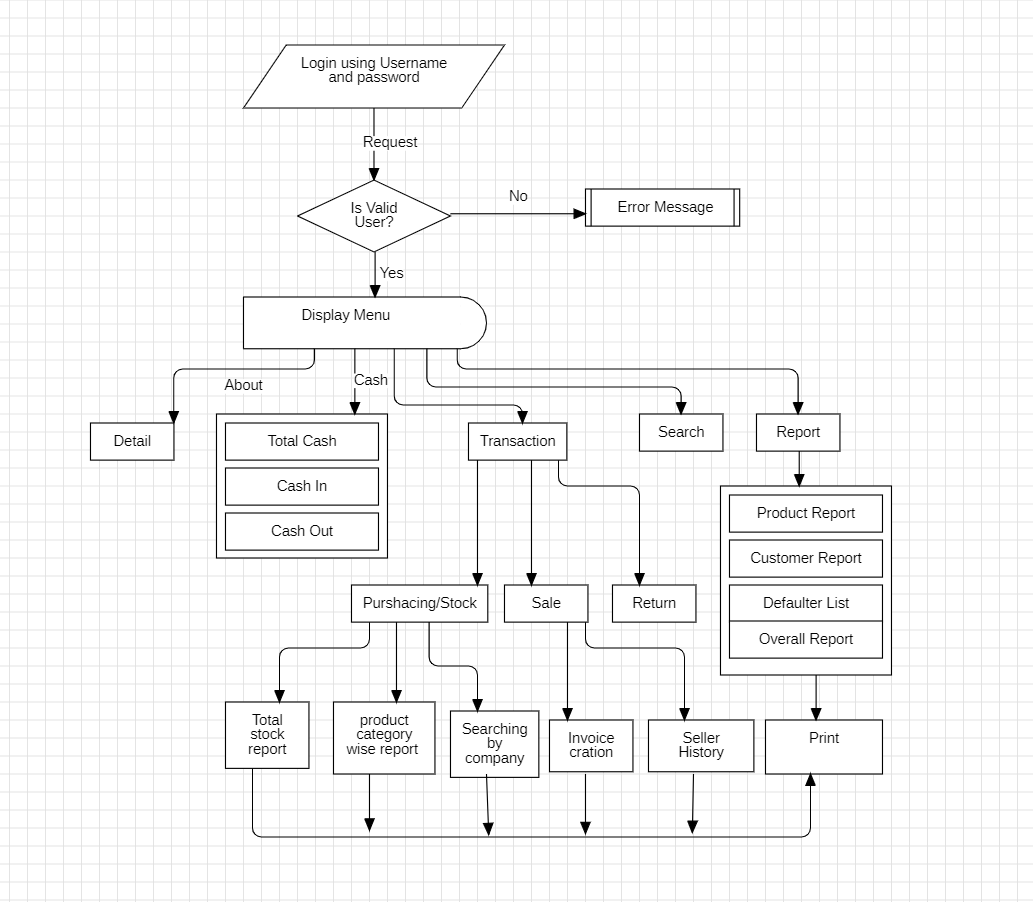 Login using Username
and password
Request
Is Valid
User?
No
Error Message
Yes
Display Menu
About
Cash
Detail
Total Cash
Cash In
Cash Out
Transaction
Search
Report
Product Report
Customer Report
Defaulter List
Overall Report
Purshacing/Stock
Sale
Return
Total
stock
report
product
category
wise report
Searching
by
company
Invoice
cration
Seller
History
Print